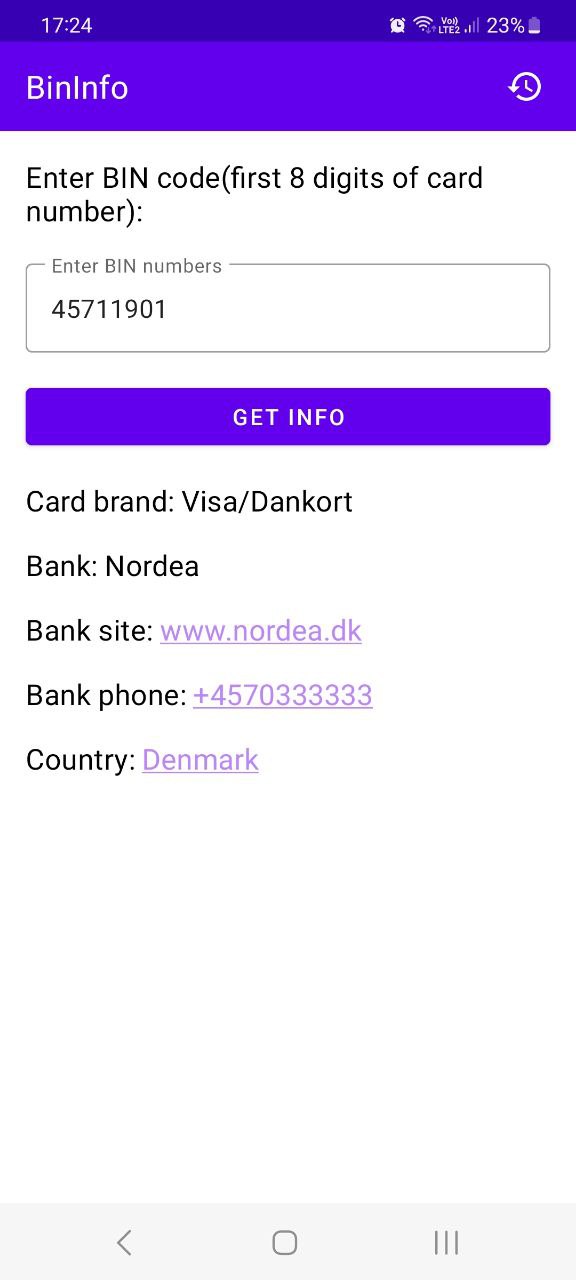 17:24 Vo)) LTE2 23%
BinInfo
Enter BIN code(first 8 digits of card
number):
Enter BIN numbers
45711901
GET INFO
Card brand: Visa/Dankort
Bank: Nordea
Bank site: www.nordea.dk
Bank phone: +4570333333
Country: Denmark